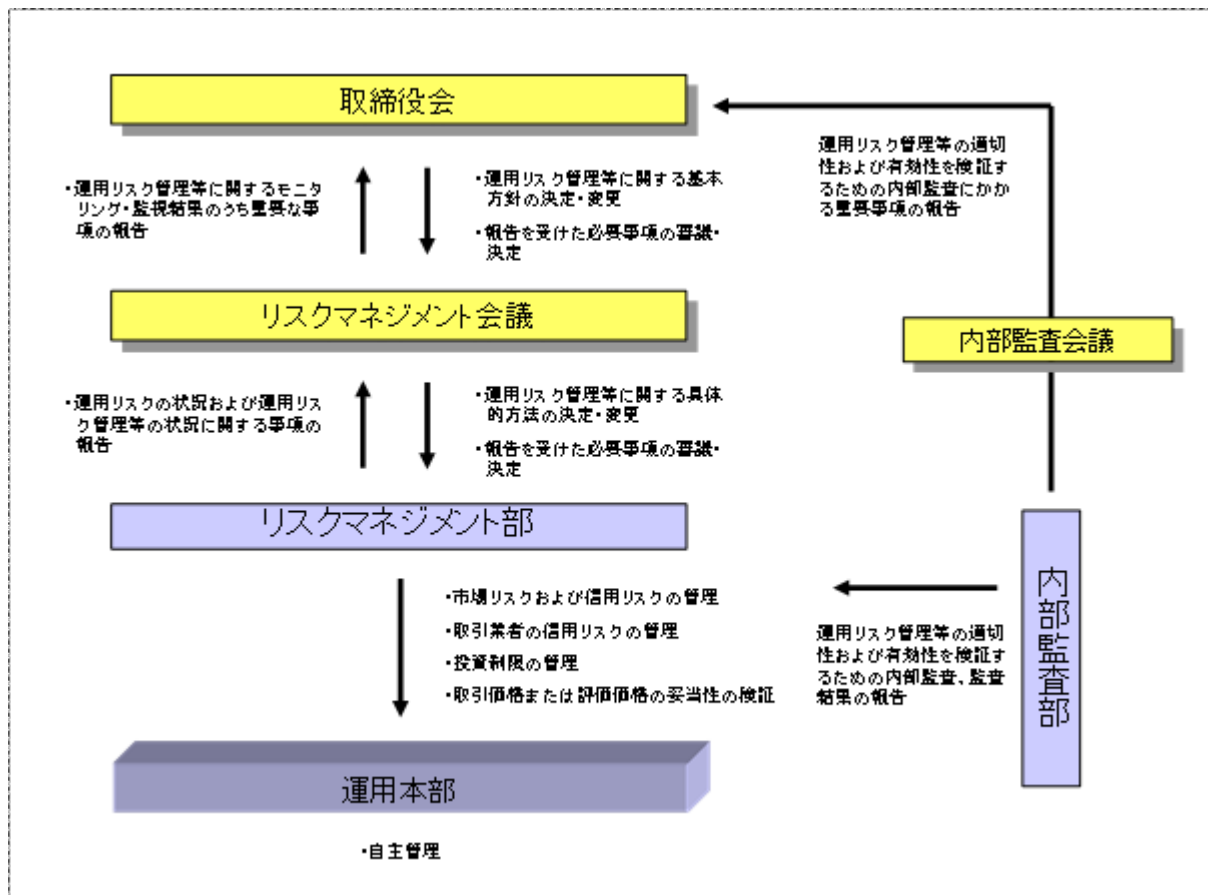 取締役会
・運用リスク管理等に関するモニ
タリング・監視結果のうち重要な事
項の報告
・運用リスク管理等に関する基本
方針の決定・変更
・報告を受けた必要事項の審議・
決定
運用リスク管理等の適切
性および有効性を検証す
るための内部監査にかか
る重要事項の報告
リスクマネジメント会議
内部監査会議
・運用リスクの状況および運用リス
ク管理等の状況に関する事項の
報告
・運用リスク管理等に関する具体
的方法の決定・変更
・報告を受けた必要事項の審議・
決定
リスクマネジメント部
・市場リスクおよび信用リスクの管理
・取引業者の信用リスクの管理
・投資制限の管理
・取引価格または評価価格の妥当性の検証
運用リスク管理等の適切
性および有効性を検証す
るための内部監査、監査
結果の報告
内部監査部
運用本部
・自主管理